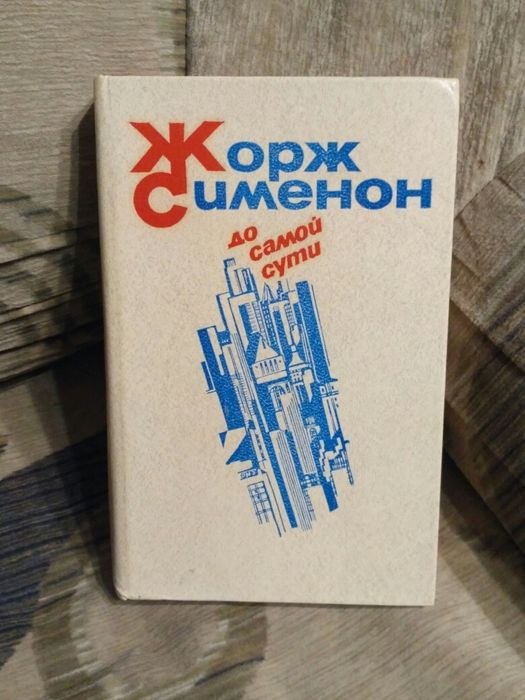 Жорж
Сименон
до
самой
сути